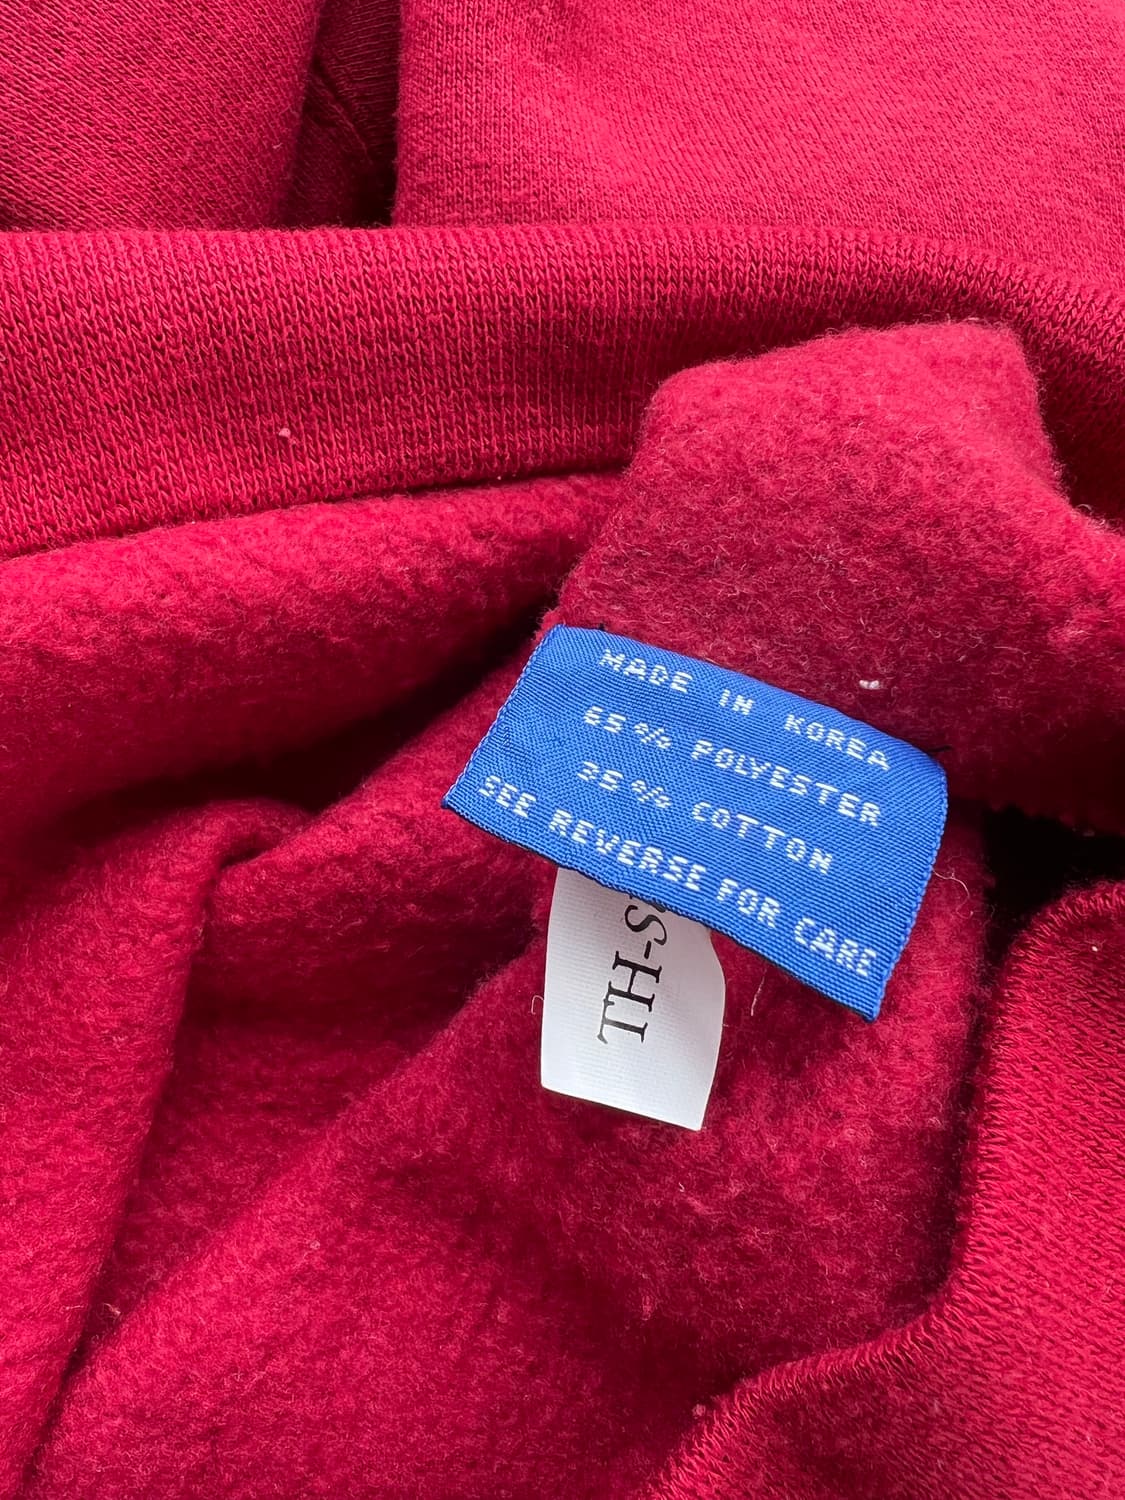 MADE IN KOREA
65% POLYESTER
35% COTTON
SEE REVERSE FOR CARE
TH-S